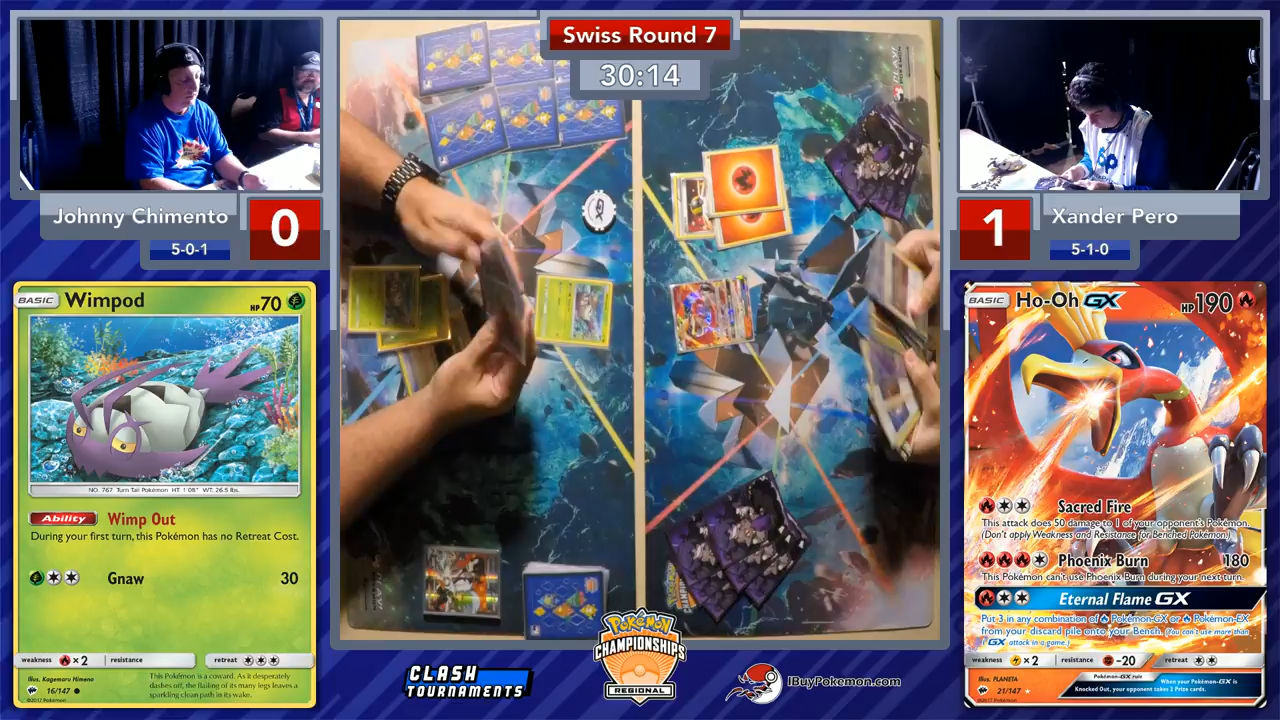 Swiss Round 7
30:14
Johnny Chimento
0
5-0-1
1
Xander Pero
5-1-0
BASIC Wimpod HP70
NO. 767 Turn Tail Pokémon HT: 1'08" WT: 26.5 lbs.
Ability Wimp Out
During your first turn, this Pokémon has no Retreat Cost.
Gnaw 30
weakness ×2 resistance retreat
Illus. Kagemaru Himeno
16/147
©2017 Pokémon
This Pokémon is a coward. As it desperately
dashes off, the flailing of its many legs leaves a
sparkling clean path in its wake.
BASIC Ho-Oh GX HP190
Sacred Fire
This attack does 50 damage to 1 of your opponent's Pokémon.
(Don't apply Weakness and Resistance for Benched Pokémon.)
Phoenix Burn 180
This Pokémon can't use Phoenix Burn during your next turn.
Eternal Flame GX
Put 3 in any combination of Pokémon-GX or Pokémon-EX
from your discard pile onto your Bench. (You can't use more than
1 GX attack in a game.)
weakness ×2 resistance -20 retreat
Illus. PLANETA
21/147
©2017 Pokémon
Pokémon-GX rule
When your Pokémon-GX is
Knocked Out, your opponent takes 2 Prize cards.
CLASH
TOURNAMENTS
Pokémon
CHAMPIONSHIPS
REGIONAL
IBuyPokemon.com